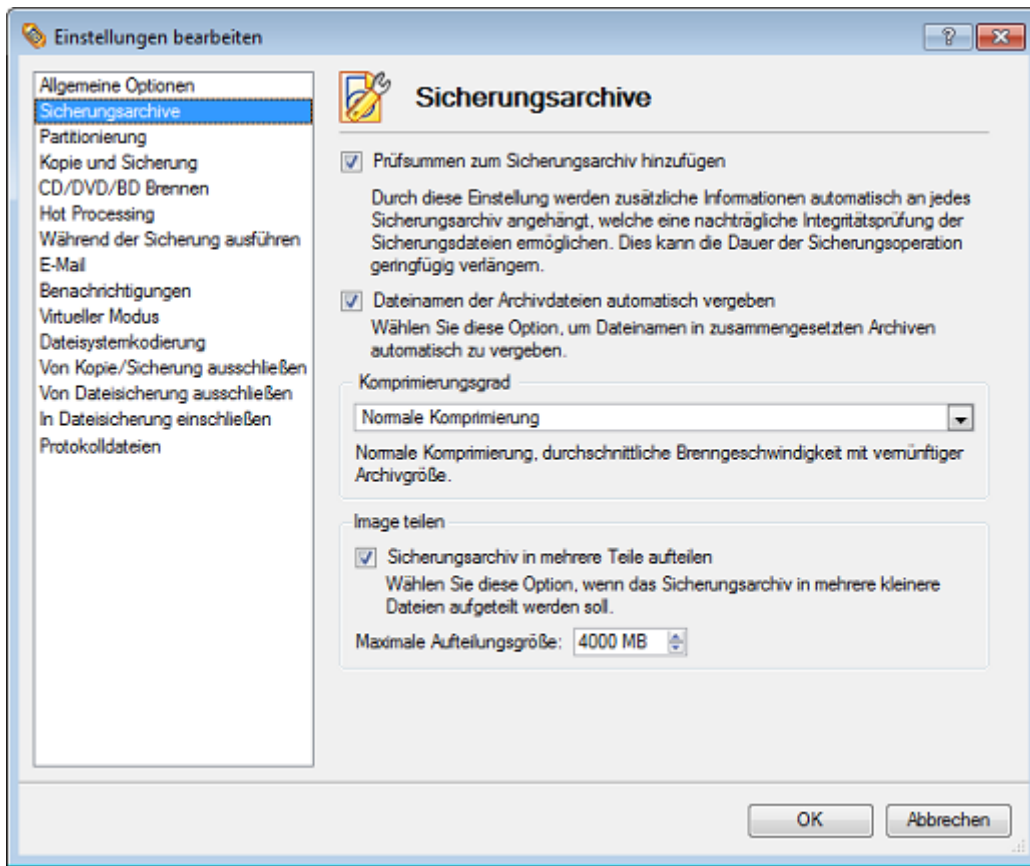 Einstellungen bearbeiten
Allgemeine Optionen
Sicherungsarchive
Partitionierung
Kopie und Sicherung
CD/DVD/BD Brennen
Hot Processing
Während der Sicherung ausführen
E-Mail
Benachrichtigungen
Virtueller Modus
Dateisystemkodierung
Von Kopie/Sicherung ausschließen
Von Dateisicherung ausschließen
In Dateisicherung einschließen
Protokolldateien
Sicherungsarchive
Prüfsummen zum Sicherungsarchiv hinzufügen
Durch diese Einstellung werden zusätzliche Informationen automatisch an jedes
Sicherungsarchiv angehängt, welche eine nachträgliche Integritätsprüfung der
Sicherungsdateien ermöglichen. Dies kann die Dauer der Sicherungsoperation
geringfügig verlängern.
Dateinamen der Archivdateien automatisch vergeben
Wählen Sie diese Option, um Dateinamen in zusammengesetzten Archiven
automatisch zu vergeben.
Komprimierungsgrad
Normale Komprimierung
Normale Komprimierung, durchschnittliche Brenngeschwindigkeit mit vernünftiger
Archivgröße.
Image teilen
Sicherungsarchiv in mehrere Teile aufteilen
Wählen Sie diese Option, wenn das Sicherungsarchiv in mehrere kleinere
Dateien aufgeteilt werden soll.
Maximale Aufteilungsgröße: 4000 MB
OK Abbrechen